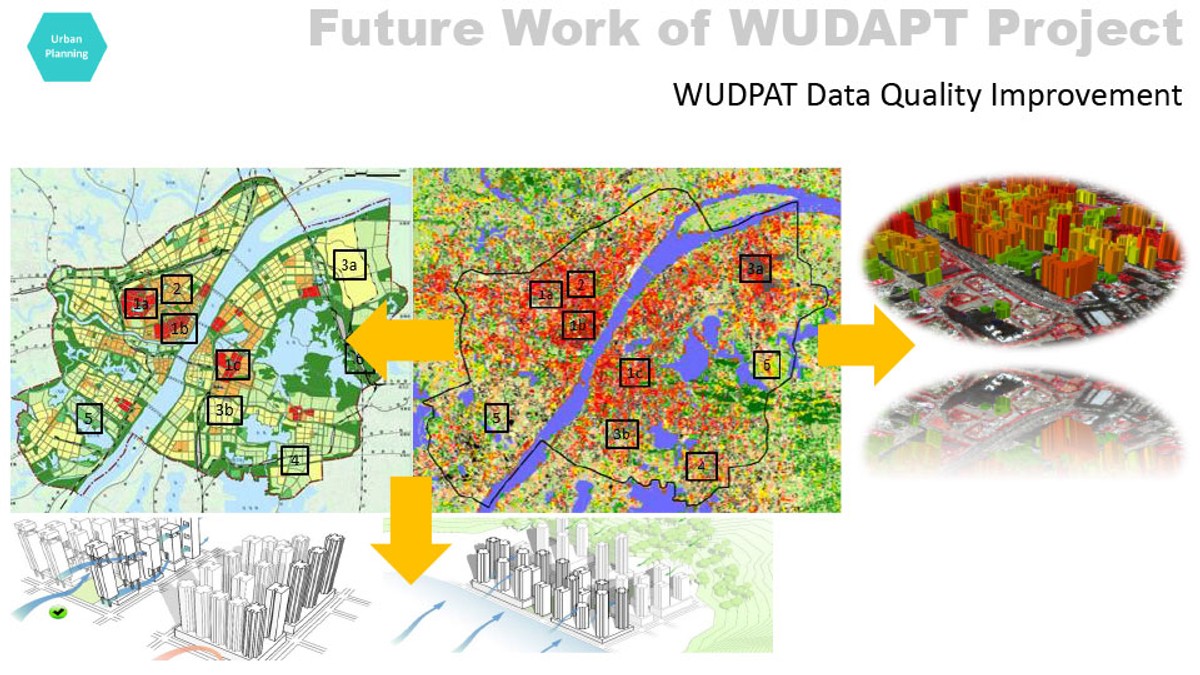 Urban
Planning
Future Work of WUDAPT Project
WUDPAT Data Quality Improvement
3a
2
1a
1b
1c
6
3b
5
4
3a
2
1a
1b
6
1c
5
3b
4